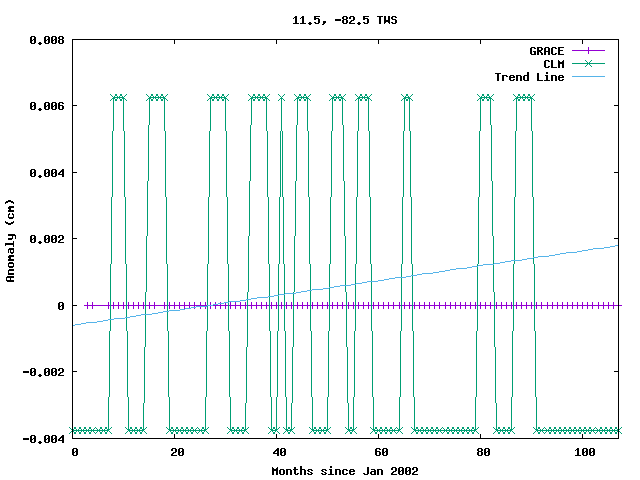 11.5, -82.5 TWS
GRACE
CLM
Trend Line
0.008
0.006
0.004
0.002
0
-0.002
-0.004
Anomaly (cm)
0 20 40 60 80 100
Months since Jan 2002